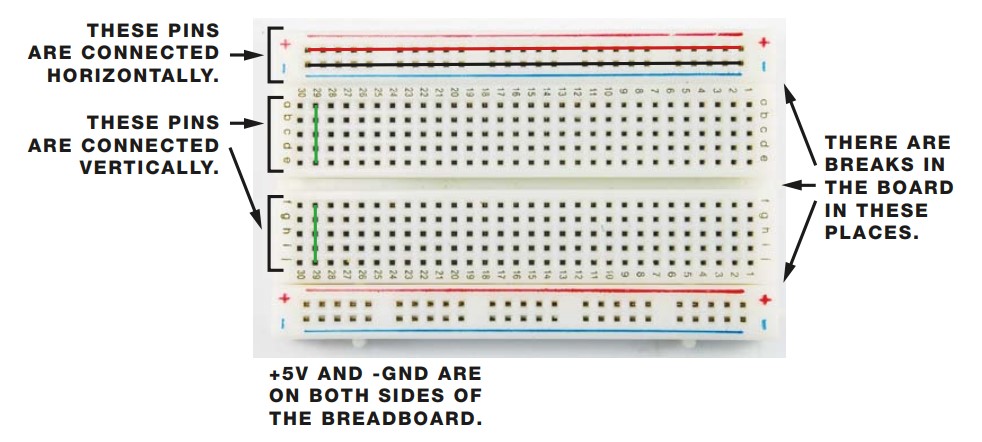 THESE PINS
ARE CONNECTED
HORIZONTALLY.
+ +
- -
30 29 28 27 26 25 24 23 22 21 20 19 18 17 16 15 14 13 12 11 10 9 8 7 6 5 4 3 2 1
a a
b b
c c
d d
e e
THESE PINS
ARE CONNECTED
VERTICALLY.
THERE ARE
BREAKS IN
THE BOARD
IN THESE
PLACES.
f f
g g
h h
i i
j j
30 29 28 27 26 25 24 23 22 21 20 19 18 17 16 15 14 13 12 11 10 9 8 7 6 5 4 3 2 1
+ +
- -
+5V AND -GND ARE
ON BOTH SIDES OF
THE BREADBOARD.